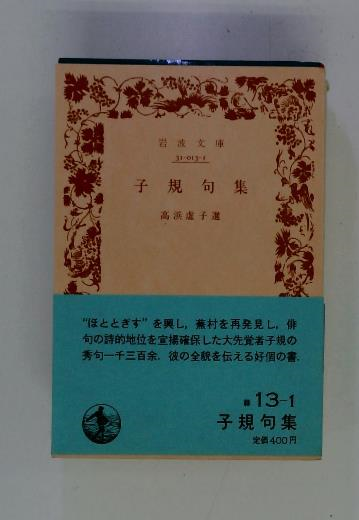 岩波文庫
31-013-1
子規句集
高浜虚子選
"ほととぎす"を興し，蕪村を再発見し，俳
句の詩的地位を宣揚確保した大先覚者子規の
秀句一千三百余．彼の全貌を伝える好個の書．
13-1
子規句集
定価400円